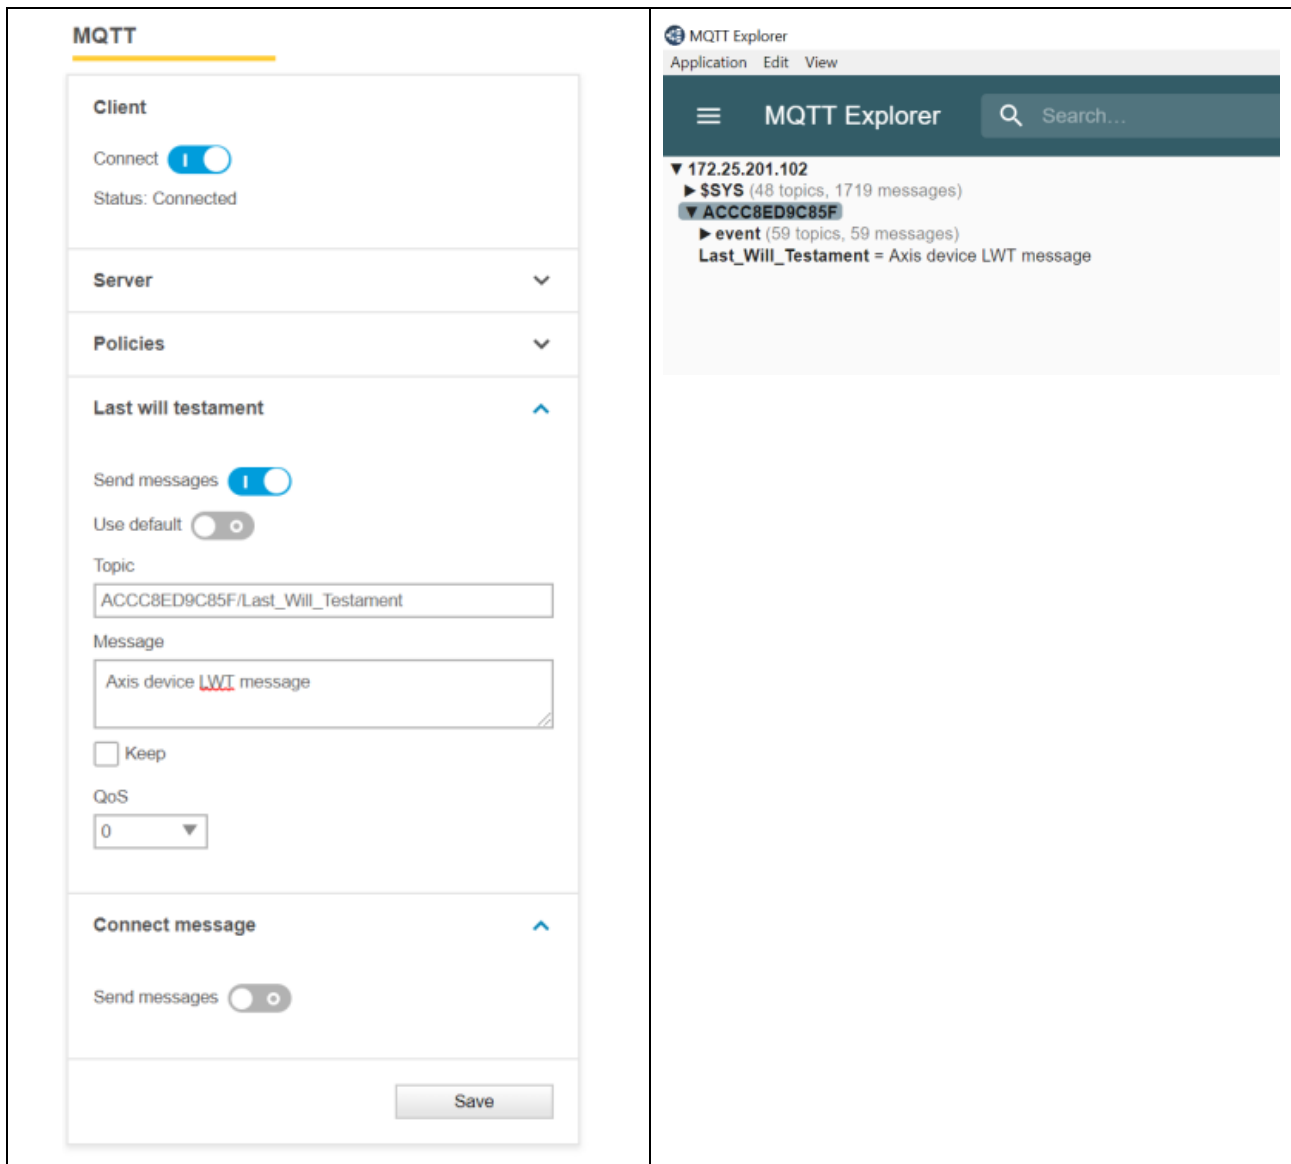 MQTT
Client
Connect
Status: Connected
Server
Policies
Last will testament
Send messages
Use default
Topic
ACCC8ED9C85F/Last_Will_Testament
Message
Axis device LWT message
Keep
QoS
0
Connect message
Send messages
Save
MQTT Explorer
Application Edit View
MQTT Explorer
Search...
172.25.201.102
$SYS (48 topics, 1719 messages)
ACCC8ED9C85F
event (59 topics, 59 messages)
Last_Will_Testament = Axis device LWT message